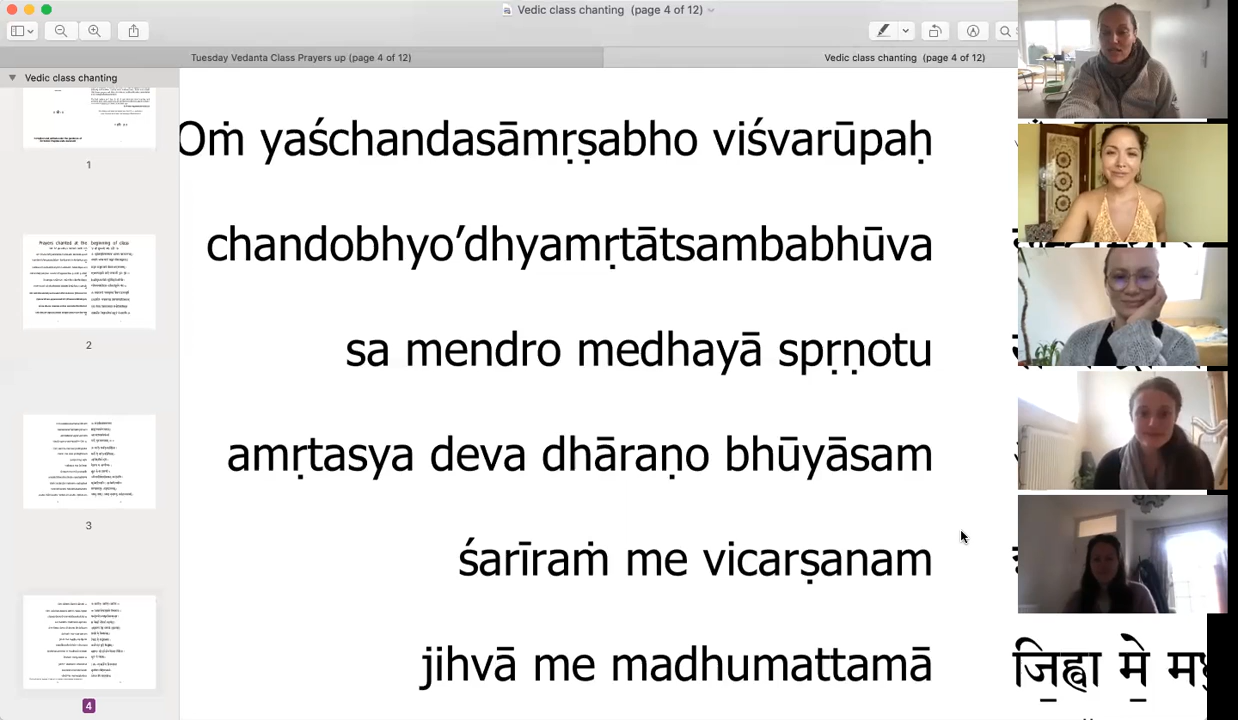 Vedic class chanting (page 4 of 12)
Tuesday Vedanta Class Prayers up (page 4 of 12)
Vedic class chanting (page 4 of 12)
Vedic class chanting
1
Prayers chanted at the beginning of class
2
3
4
Oṁ yaśchandasāmṛṣabho viśvarūpaḥ
chandobhyo’dhyamṛtātsambabhūva
sa mendro medhayā spṛṇotu
amṛtasya deva dhāraṇo bhūyāsam
śarīraṁ me vicarṣanam
jihvā me madhumattamā
जि॒ह्वा मे॒